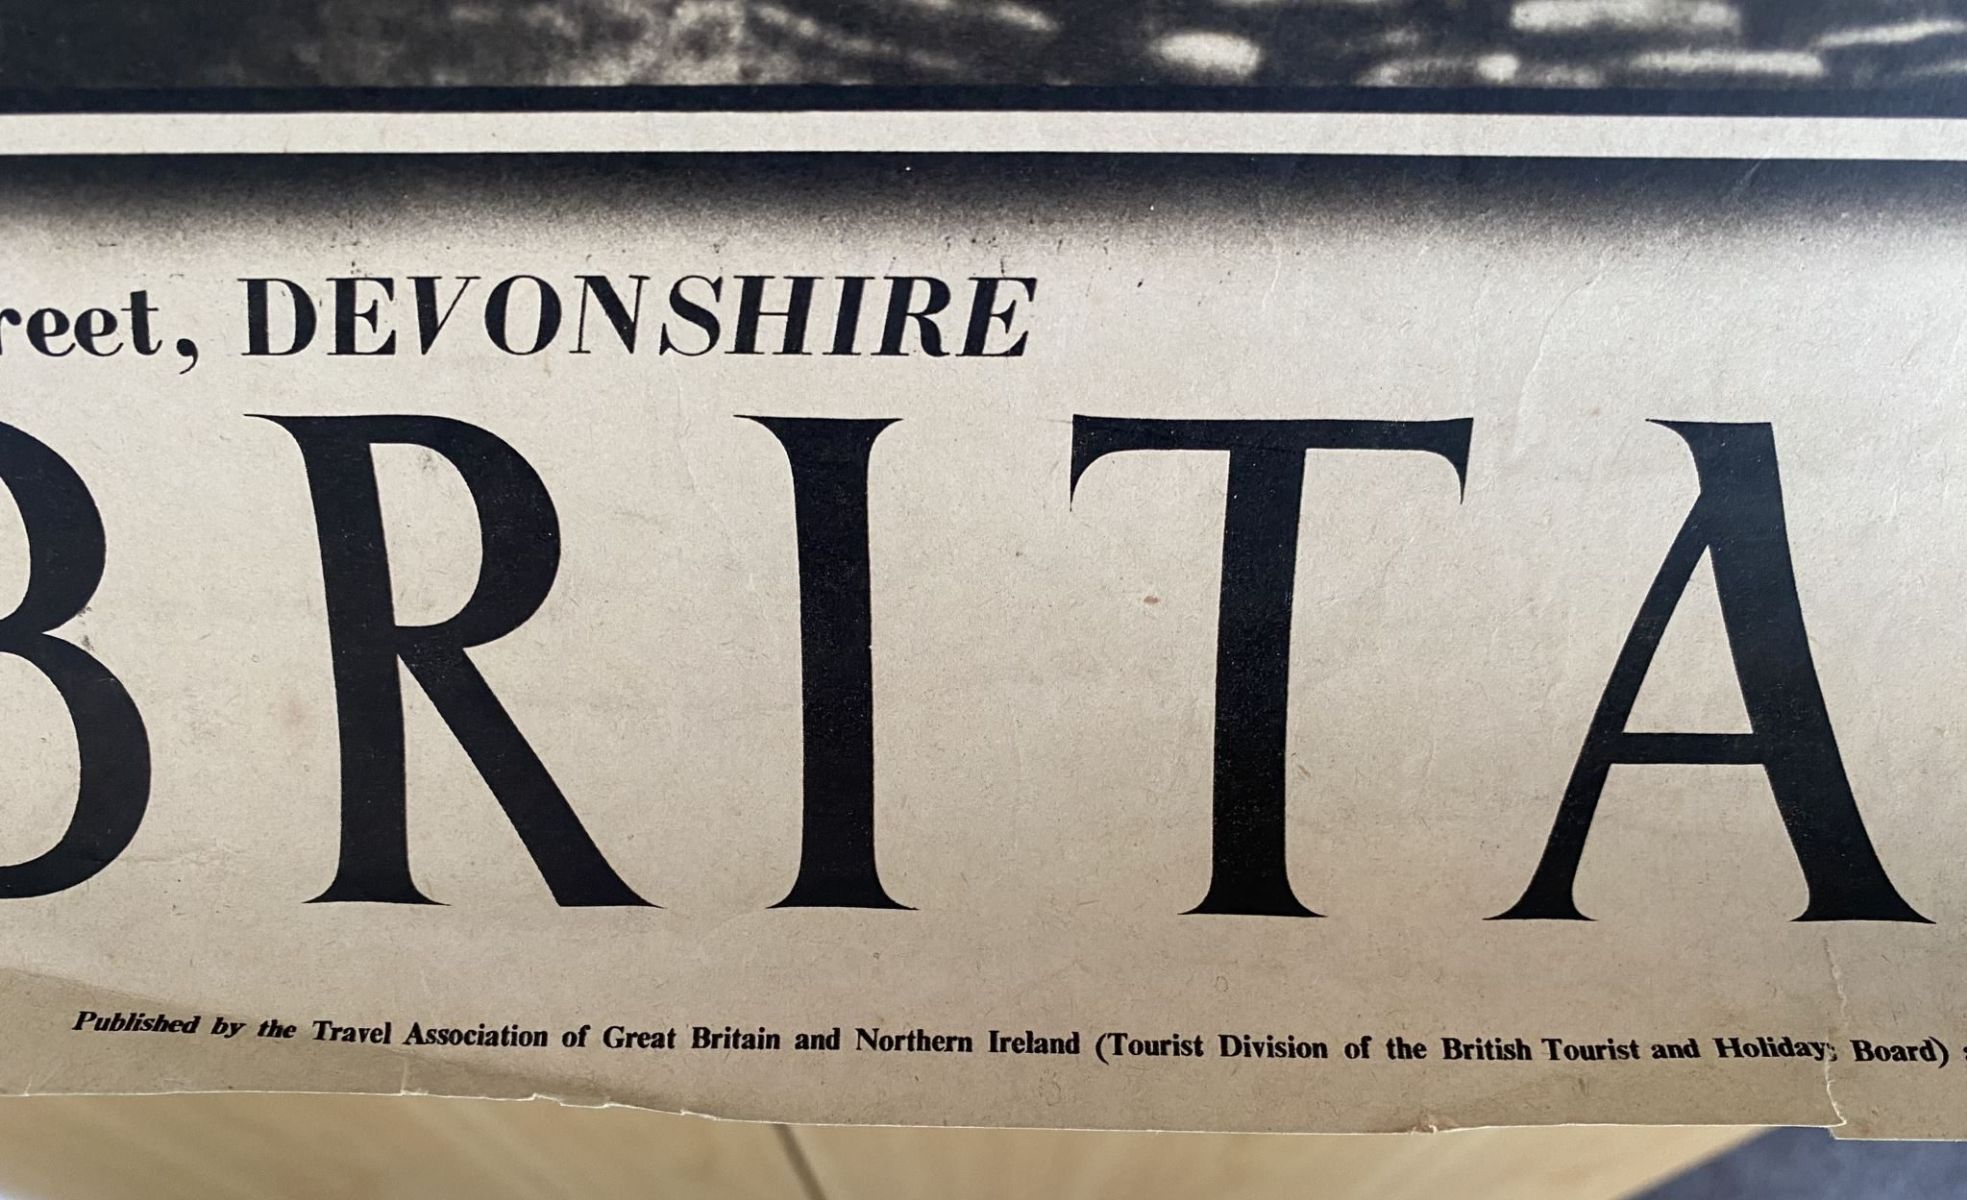 reet, DEVONSHIRE
BRITA
Published by the Travel Association of Great Britain and Northern Ireland (Tourist Division of the British Tourist and Holidays Board)